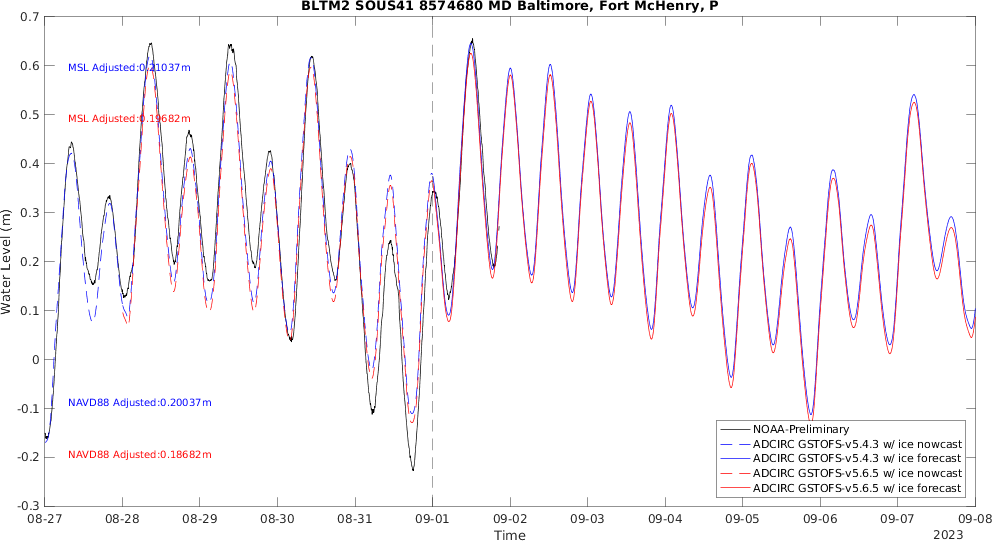 BLTM2 SOUS41 8574680 MD Baltimore, Fort McHenry, P
0.7
0.6
0.5
0.4
0.3
0.2
0.1
0
-0.1
-0.2
-0.3
Water Level (m)
MSL Adjusted:0.21037m
MSL Adjusted:0.19682m
NAVD88 Adjusted:0.20037m
NAVD88 Adjusted:0.18682m
NOAA-Preliminary
ADCIRC GSTOFS-v5.4.3 w/ ice nowcast
ADCIRC GSTOFS-v5.4.3 w/ ice forecast
ADCIRC GSTOFS-v5.6.5 w/ ice nowcast
ADCIRC GSTOFS-v5.6.5 w/ ice forecast
08-27 08-28 08-29 08-30 08-31 09-01 09-02 09-03 09-04 09-05 09-06 09-07 09-08
Time
2023